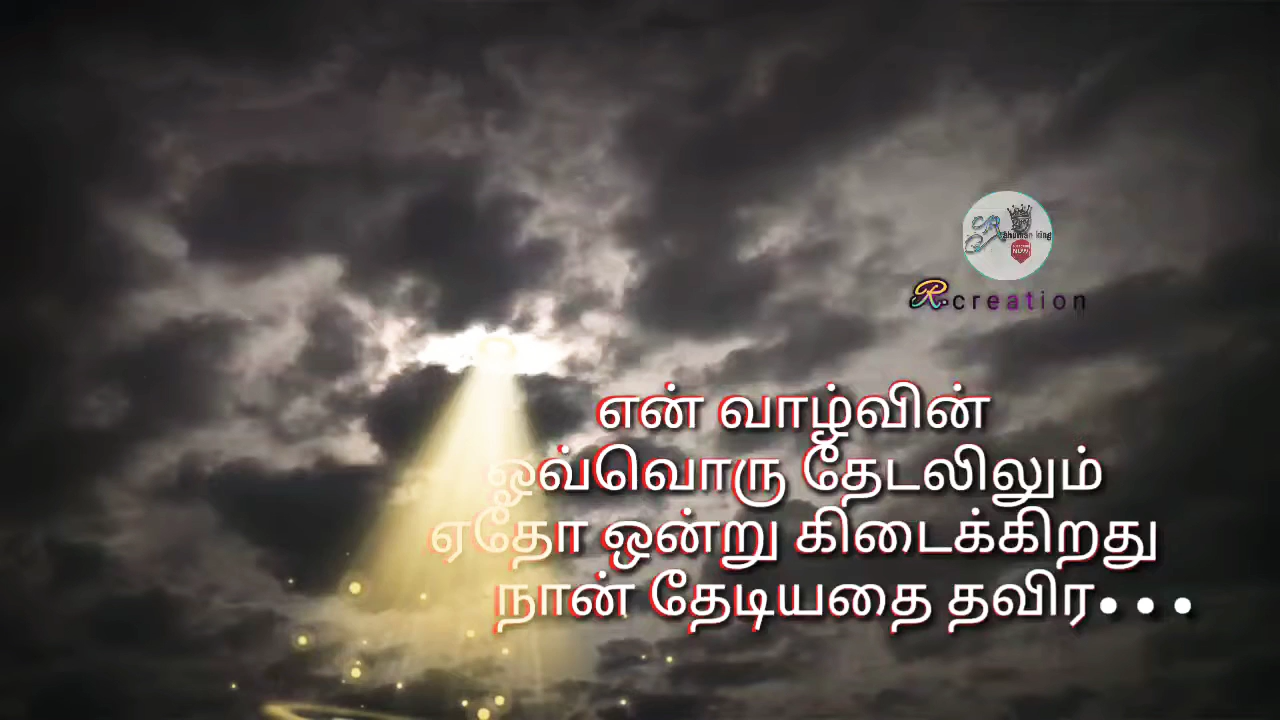 R.creation
என் வாழ்வின்
ஒவ்வொரு தேடலிலும்
ஏதோ ஒன்று கிடைக்கிறது
நான் தேடியதை தவிர...